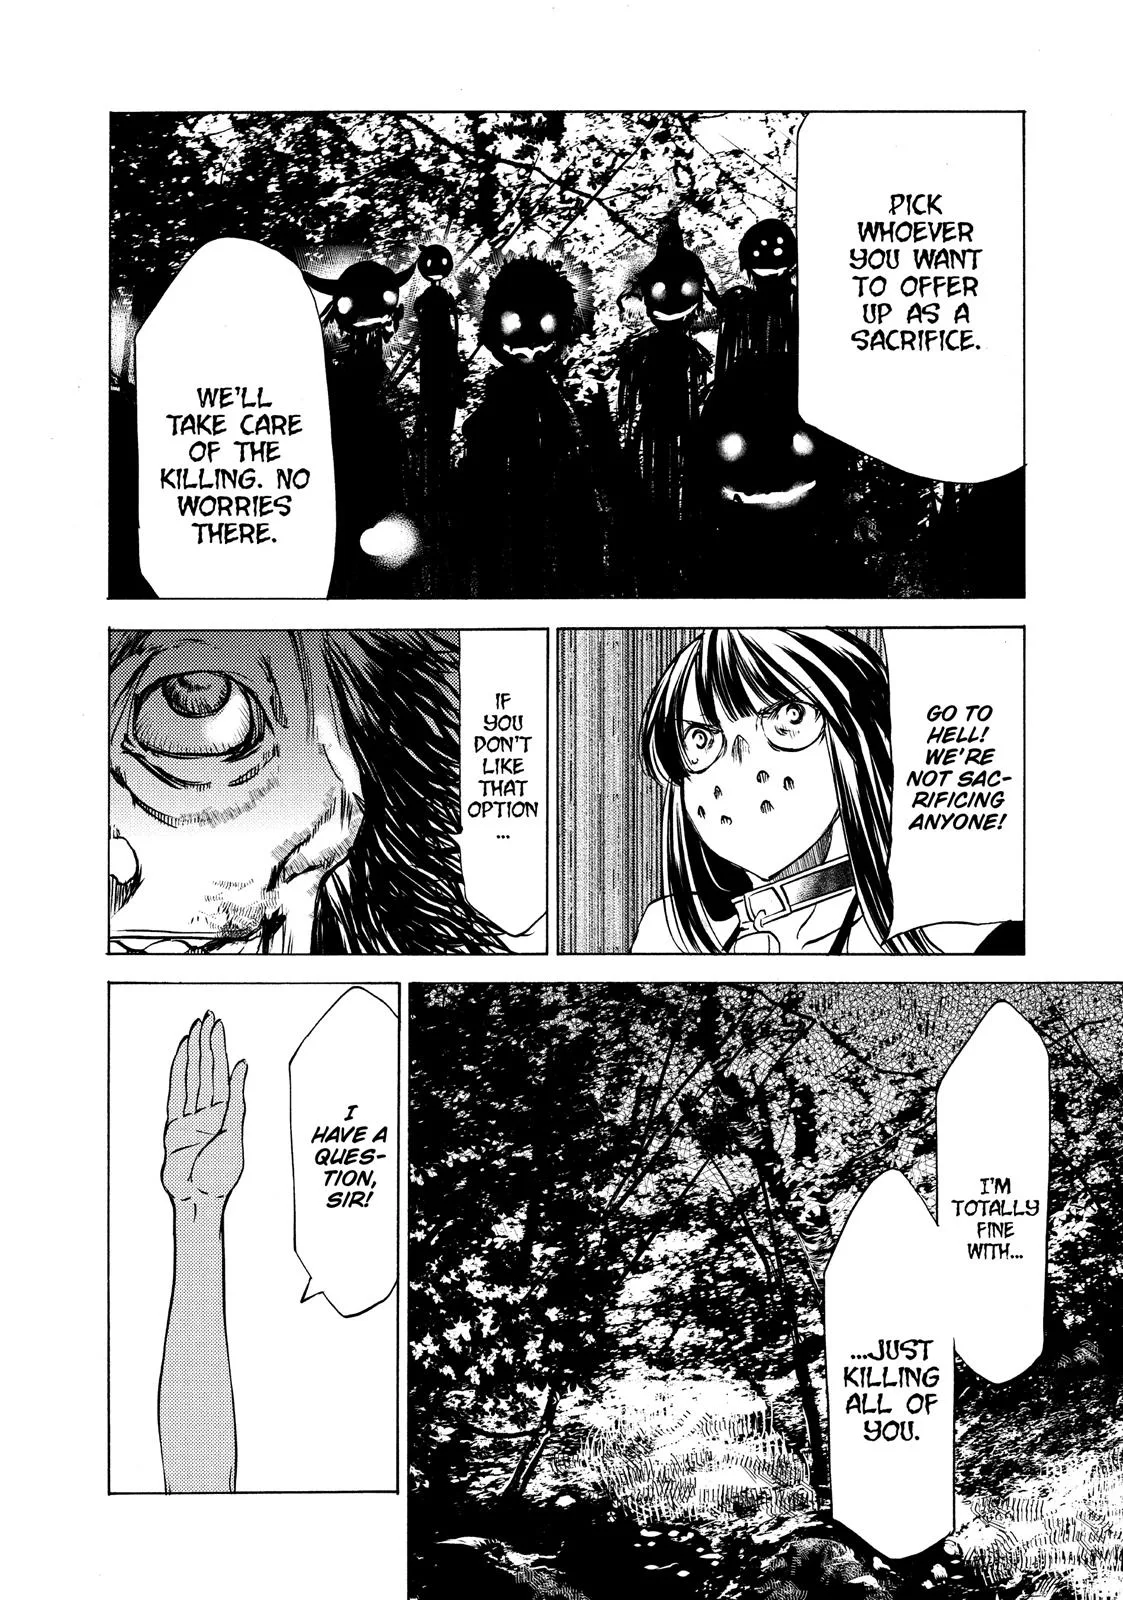 PICK
WHOEVER
YOU WANT
TO OFFER
UP AS A
SACRIFICE.
WE'LL
TAKE CARE
OF THE
KILLING. NO
WORRIES
THERE.
GO TO
HELL!
WE'RE
NOT SAC-
RIFICING
ANYONE!
IF
YOU
DON'T
LIKE
THAT
OPTION
...
I'M
TOTALLY
FINE
WITH...
...JUST
KILLING
ALL OF
YOU.
I
HAVE A
QUES-
TION,
SIR!